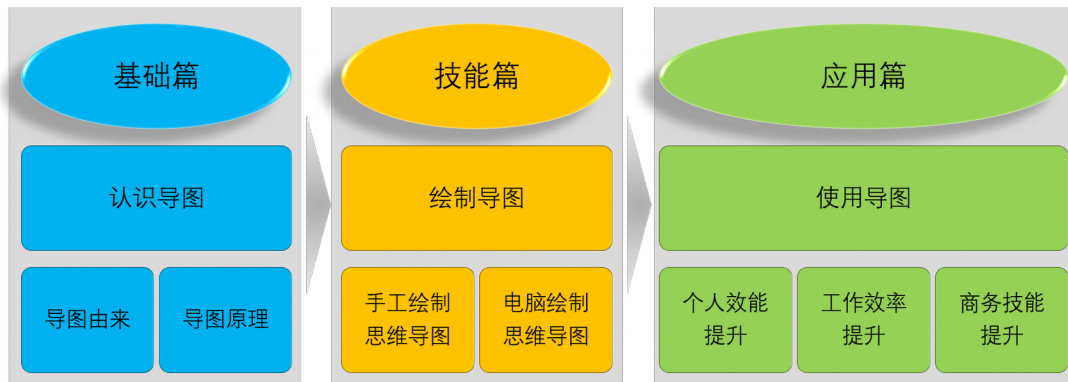 基础篇
认识导图
导图由来
导图原理
技能篇
绘制导图
手工绘制
思维导图
电脑绘制
思维导图
应用篇
使用导图
个人效能
提升
工作效率
提升
商务技能
提升